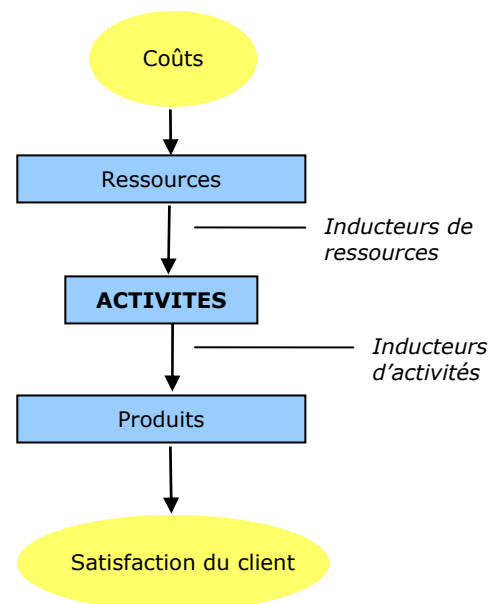 Coûts
Ressources
Inducteurs de
ressources
ACTIVITES
Inducteurs
d’activités
Produits
Satisfaction du client